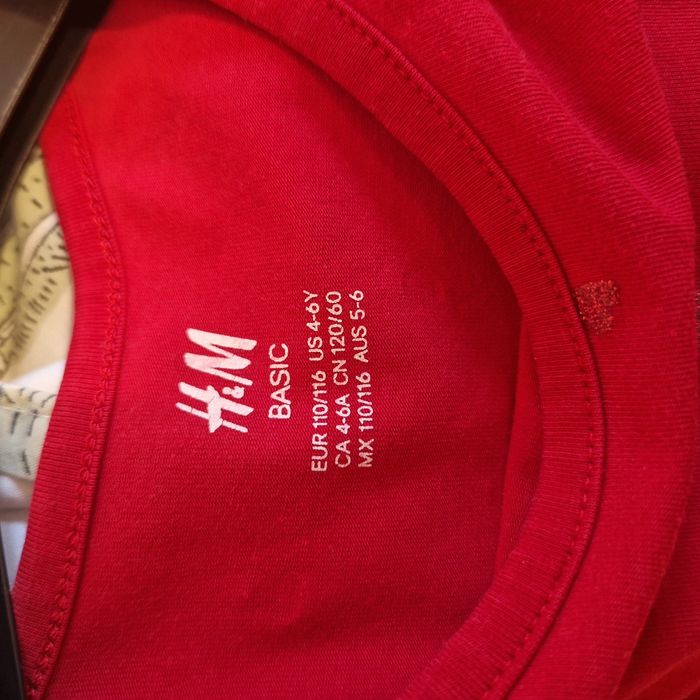 H&M
BASIC
EUR 110/116 US 4-6Y
CA 4-6A CN 120/60
MX 110/116 AUS 5-6